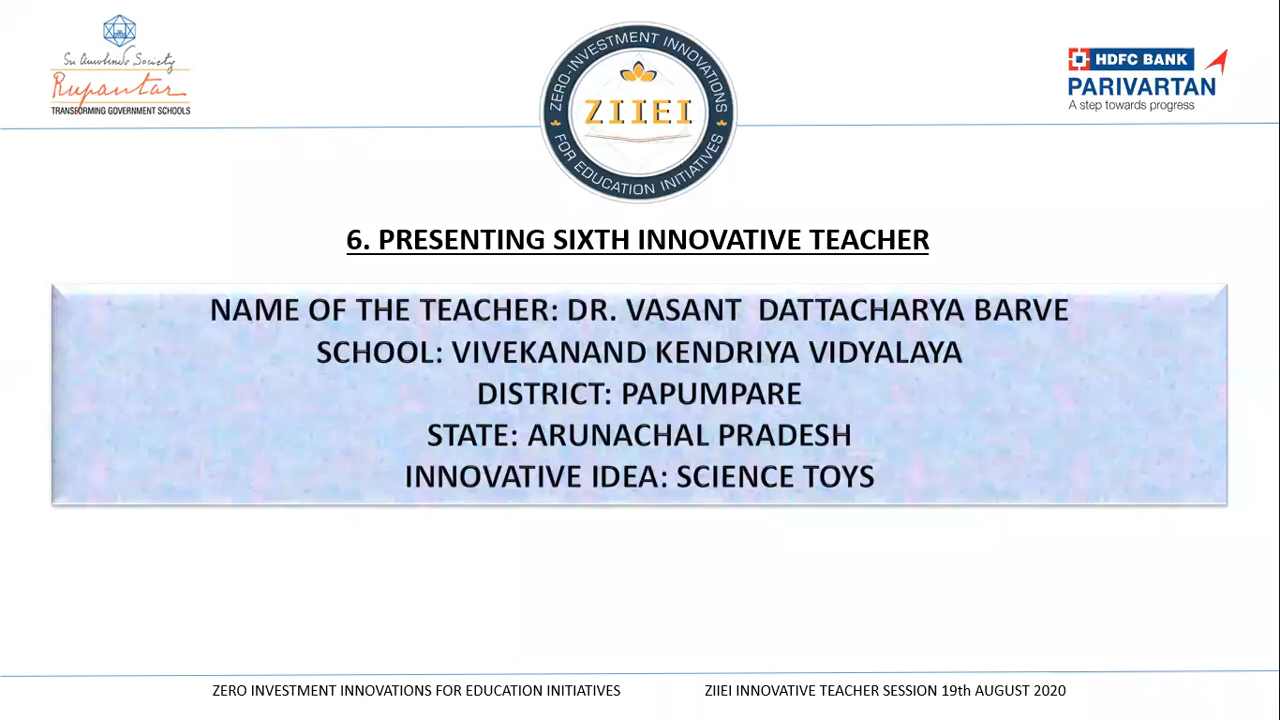 Sri Aurobindo Society
Rupantar
TRANSFORMING GOVERNMENT SCHOOLS
ZERO-INVESTMENT INNOVATIONS
ZIIEI
FOR EDUCATION INITIATIVES
HDFC BANK
PARIVARTAN
A step towards progress
6. PRESENTING SIXTH INNOVATIVE TEACHER
NAME OF THE TEACHER: DR. VASANT  DATTACHARYA BARVE
SCHOOL: VIVEKANAND KENDRIYA VIDYALAYA
DISTRICT: PAPUMPARE
STATE: ARUNACHAL PRADESH
INNOVATIVE IDEA: SCIENCE TOYS
ZERO INVESTMENT INNOVATIONS FOR EDUCATION INITIATIVES
ZIIEI INNOVATIVE TEACHER SESSION 19th AUGUST 2020